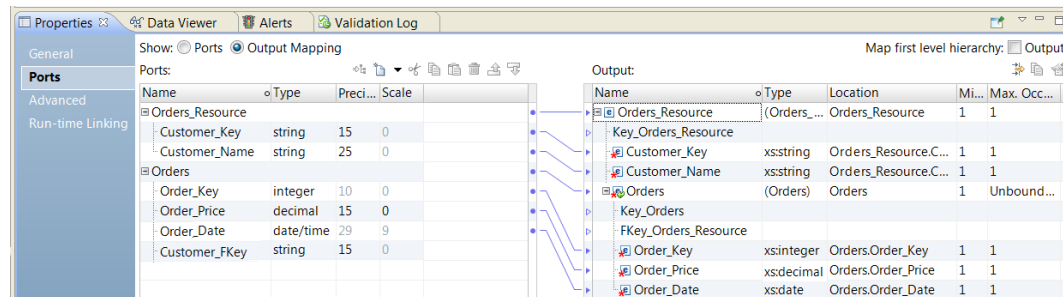 Properties Data Viewer Alerts Validation Log
General
Ports
Advanced
Run-time Linking
Show: Ports Output Mapping
Map first level hierarchy: Output
Ports:
Name Type Preci... Scale
Orders_Resource
Customer_Key string 15 0
Customer_Name string 25 0
Orders
Order_Key integer 10 0
Order_Price decimal 15 0
Order_Date date/time 29 9
Customer_FKey string 15 0
Output:
Name Type Location Mi... Max. Occ...
Orders_Resource (Orders_... Orders_Resource 1 1
Key_Orders_Resource
Customer_Key xs:string Orders_Resource.C... 1 1
Customer_Name xs:string Orders_Resource.C... 1 1
Orders (Orders) Orders 1 Unbound...
Key_Orders
FKey_Orders_Resource
Order_Key xs:integer Orders.Order_Key 1 1
Order_Price xs:decimal Orders.Order_Price 1 1
Order_Date xs:date Orders.Order_Date 1 1